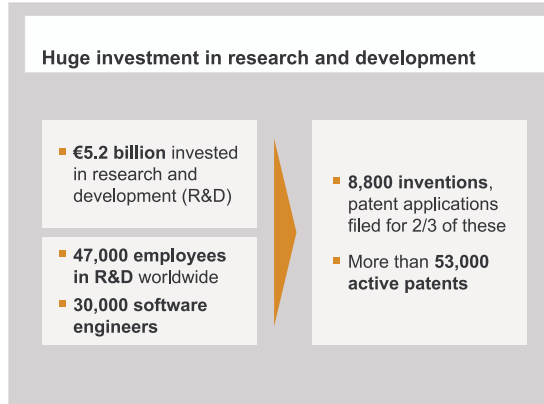 Huge investment in research and development
€5.2 billion invested
in research and
development (R&D)
47,000 employees
in R&D worldwide
30,000 software
engineers
8,800 inventions,
patent applications
filed for 2/3 of these
More than 53,000
active patents